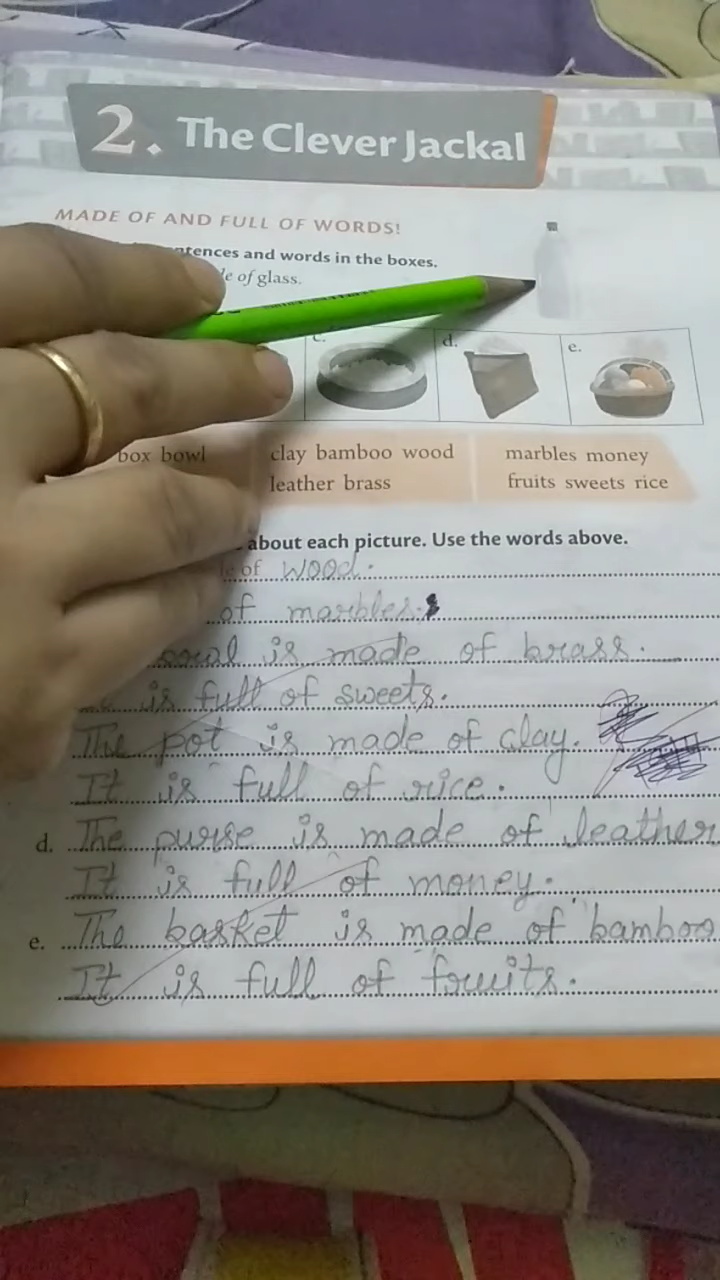 2. The Clever Jackal
MADE OF AND FULL OF WORDS!
sentences and words in the boxes.
of glass.
c. d. e.
box bowl clay bamboo wood marbles money
leather brass fruits sweets rice
about each picture. Use the words above.
of wood.
of marbles.
bowl is made of brass.
is full of sweets.
The pot is made of clay.
It is full of rice.
d. The purse is made of leather
It is full of money.
e. The basket is made of bamboo
It is full of fruits.